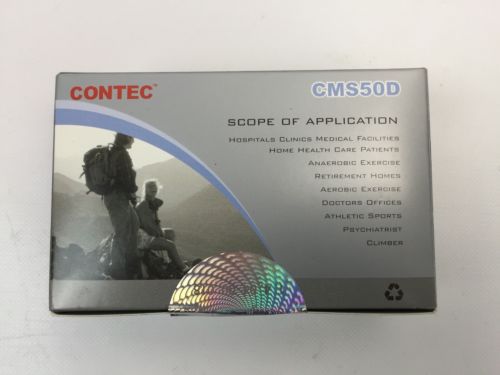 CONTEC™
CMS50D
SCOPE OF APPLICATION
HOSPITALS CLINICS MEDICAL FACILITIES
HOME HEALTH CARE PATIENTS
ANAEROBIC EXERCISE
RETIREMENT HOMES
AEROBIC EXERCISE
DOCTORS OFFICES
ATHLETIC SPORTS
PSYCHIATRIST
CLIMBER